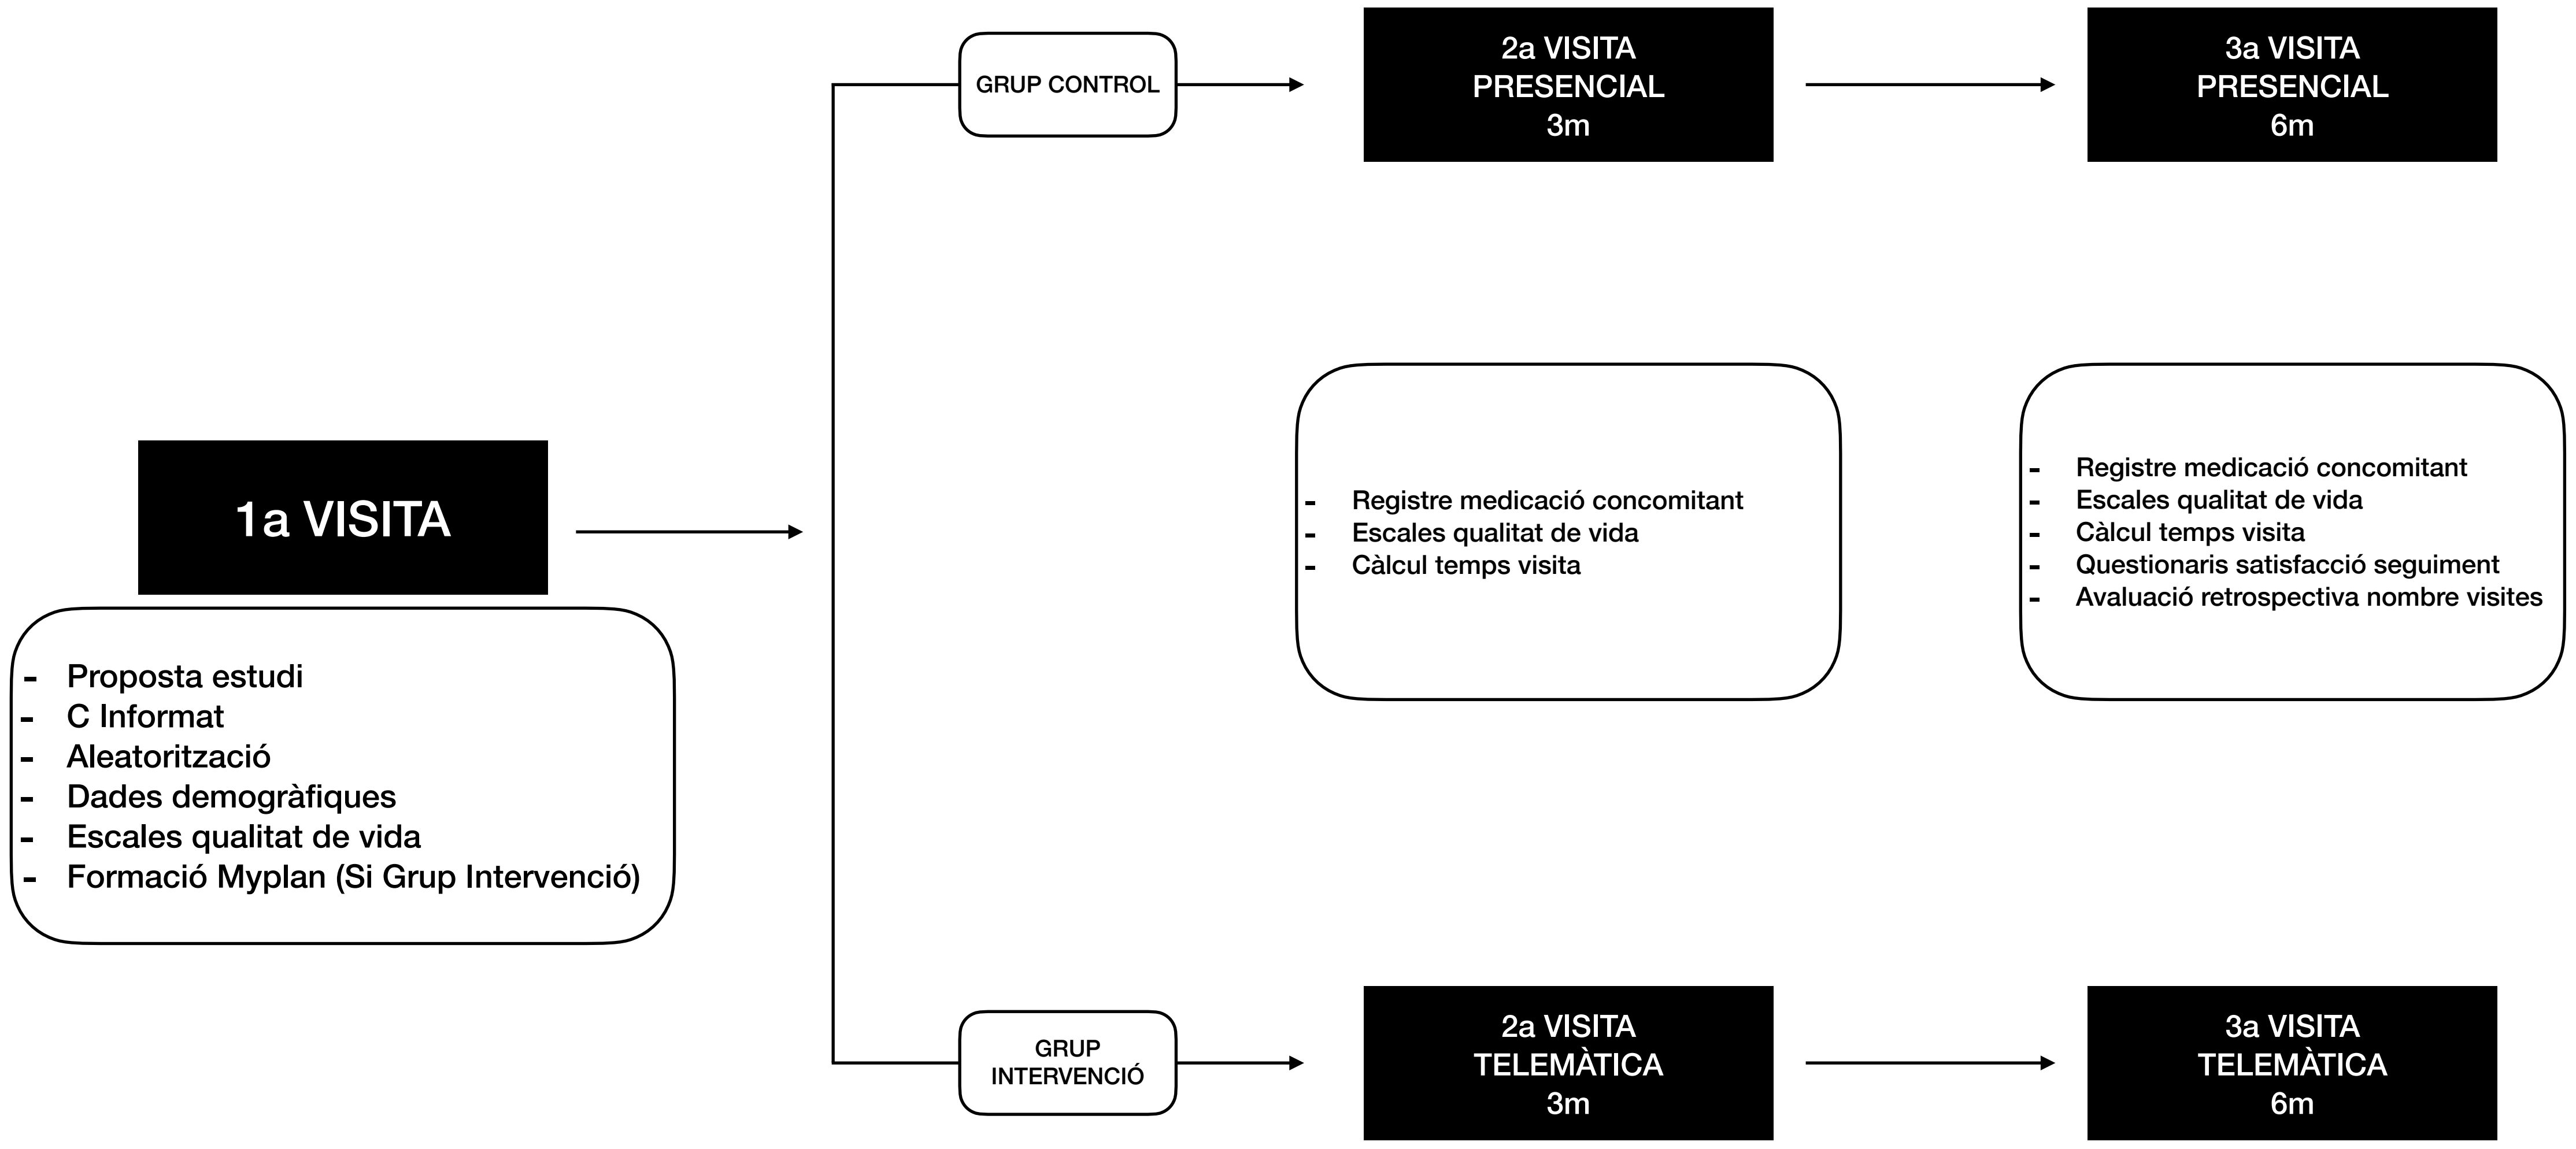 1a VISITA
- Proposta estudi
- C Informat
- Aleatorització
- Dades demogràfiques
- Escales qualitat de vida
- Formació Myplan (Si Grup Intervenció)
GRUP CONTROL
2a VISITA
PRESENCIAL
3m
3a VISITA
PRESENCIAL
6m
- Registre medicació concomitant
- Escales qualitat de vida
- Càlcul temps visita
- Registre medicació concomitant
- Escales qualitat de vida
- Càlcul temps visita
- Questionaris satisfacció seguiment
- Avaluació retrospectiva nombre visites
GRUP
INTERVENCIÓ
2a VISITA
TELEMÀTICA
3m
3a VISITA
TELEMÀTICA
6m